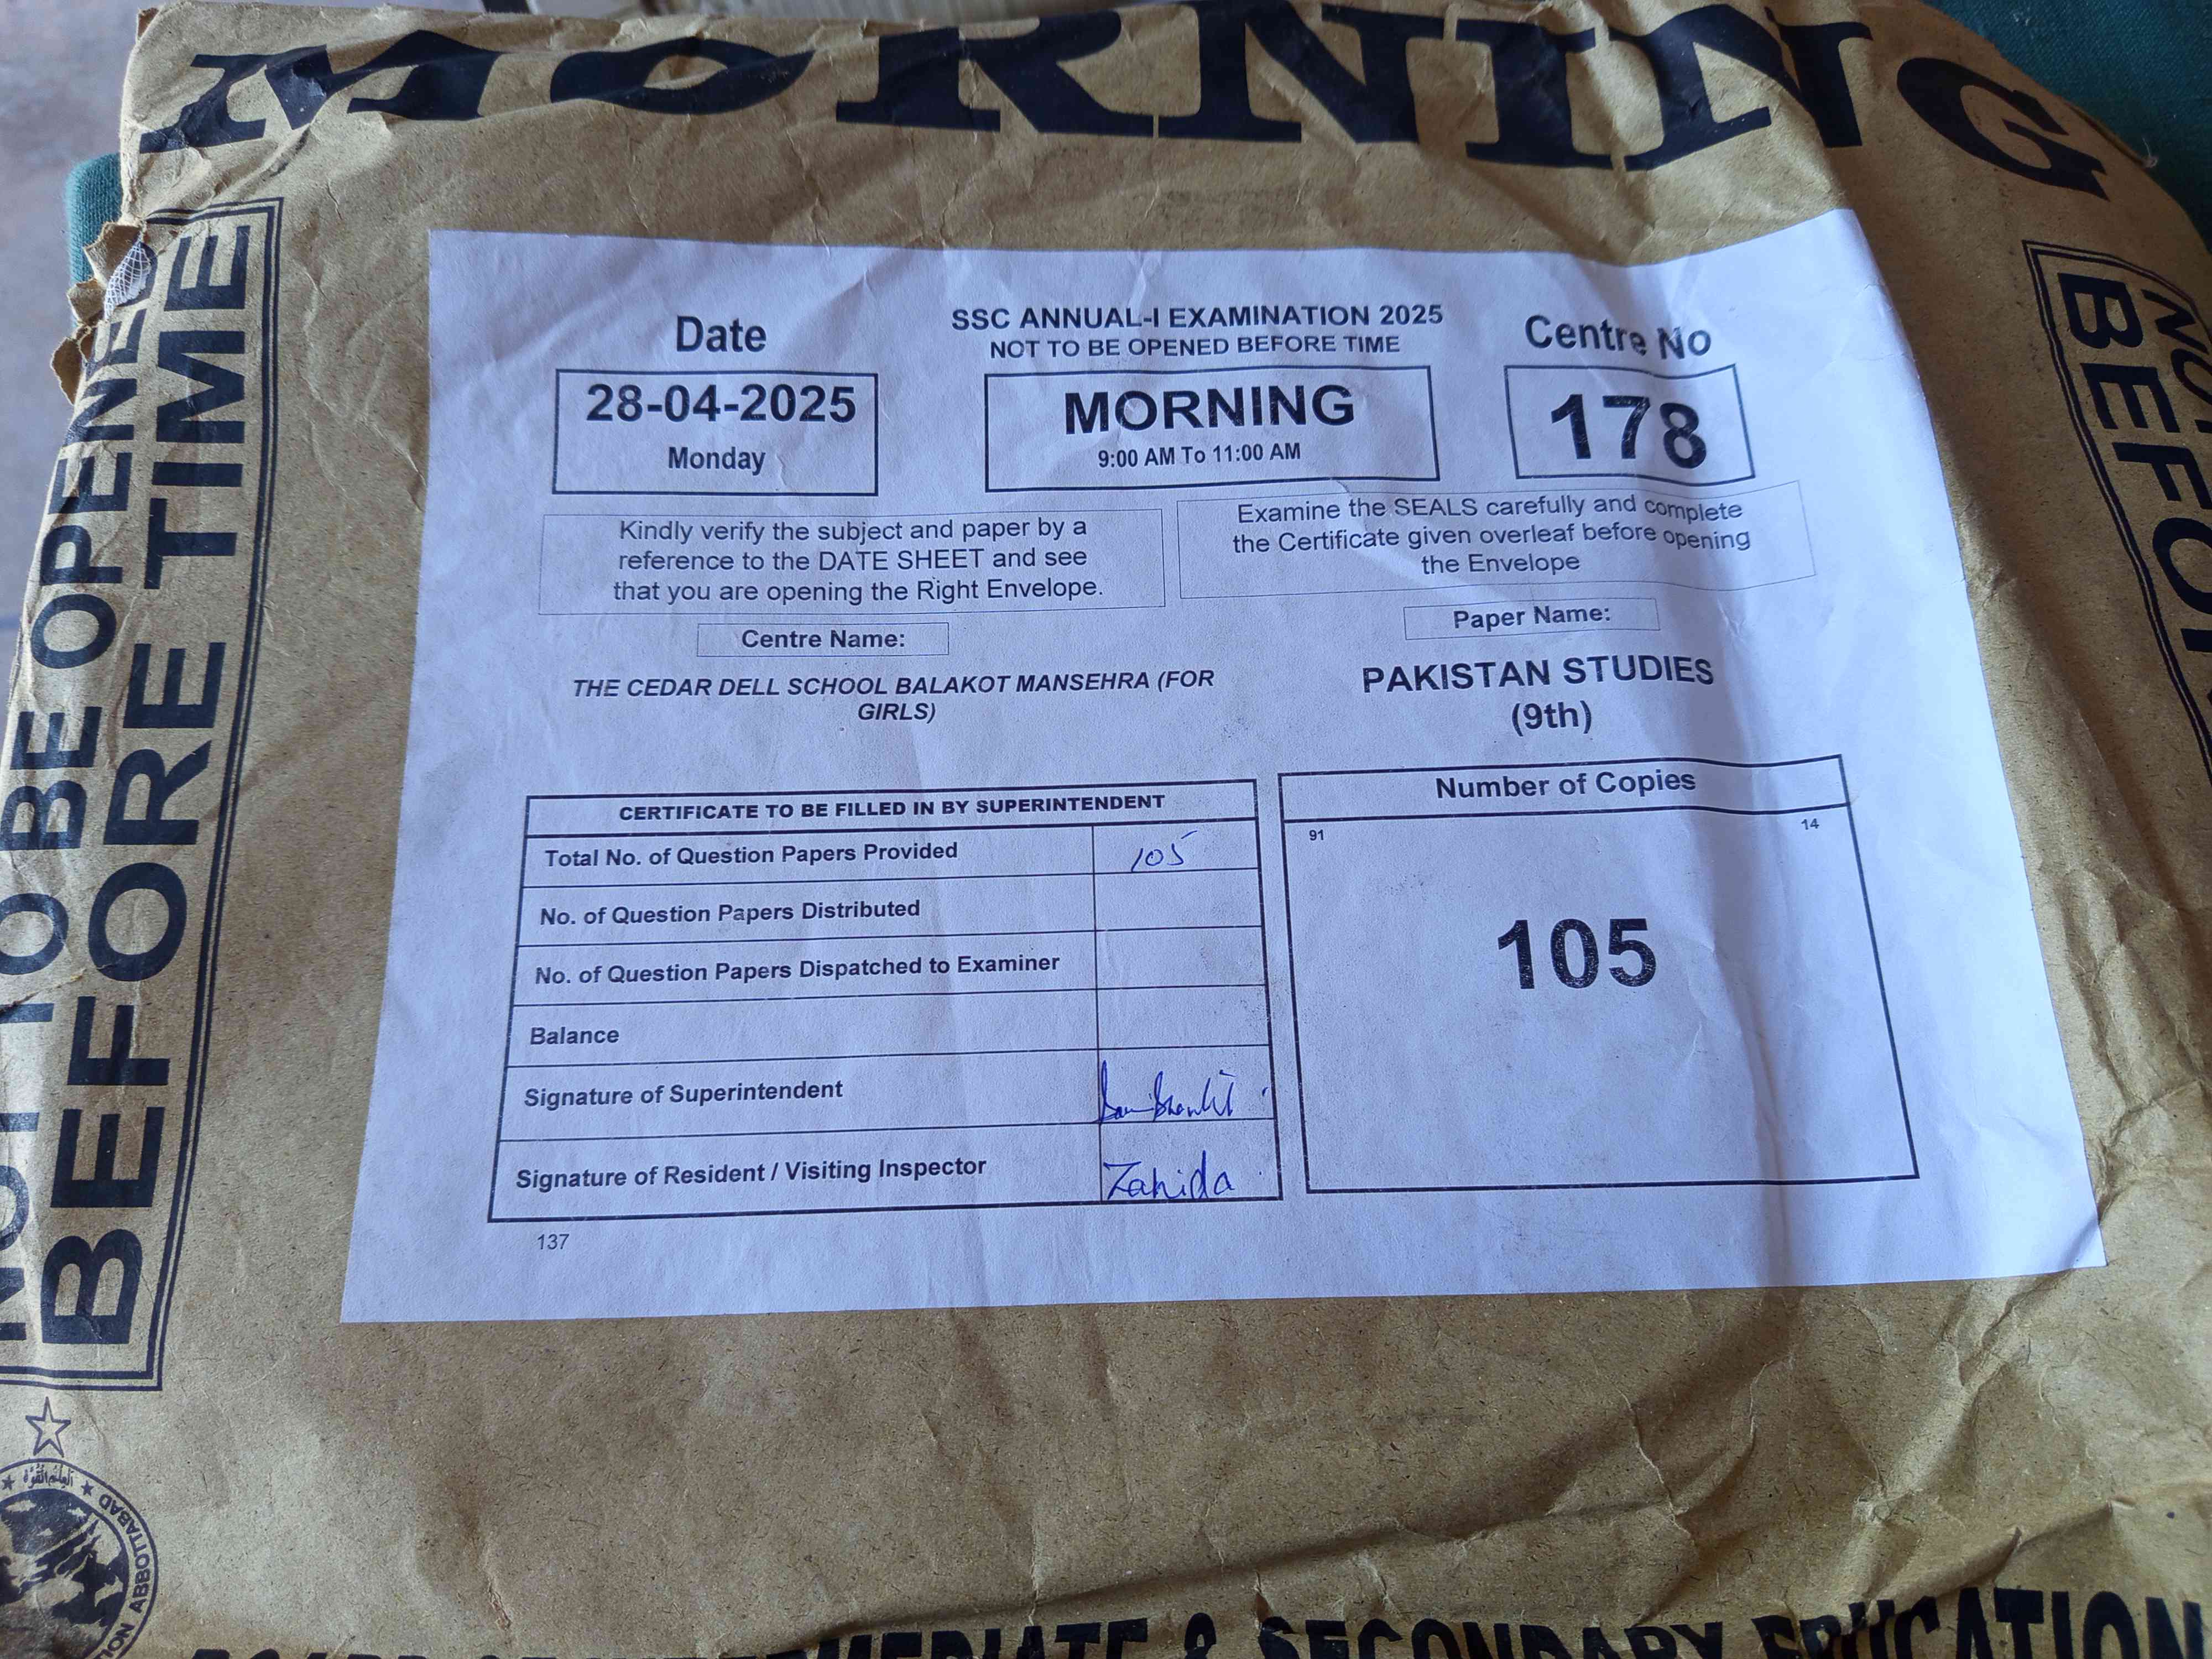 MORNING
NOT TO BE OPENED
BEFORE TIME
Date
28-04-2025
Monday
SSC ANNUAL-I EXAMINATION 2025
NOT TO BE OPENED BEFORE TIME
MORNING
9:00 AM To 11:00 AM
Centre No
178
Kindly verify the subject and paper by a
reference to the DATE SHEET and see
that you are opening the Right Envelope.
Examine the SEALS carefully and complete
the Certificate given overleaf before opening
the Envelope
Centre Name:
THE CEDAR DELL SCHOOL BALAKOT MANSEHRA (FOR
GIRLS)
Paper Name:
PAKISTAN STUDIES
(9th)
CERTIFICATE TO BE FILLED IN BY SUPERINTENDENT
Total No. of Question Papers Provided 105
No. of Question Papers Distributed
No. of Question Papers Dispatched to Examiner
Balance
Signature of Superintendent
Signature of Resident / Visiting Inspector Zahida
137
Number of Copies
91 14
105
BEFO
ABBOTTABAD
INTERMEDIATE & SECONDARY EDUCATION